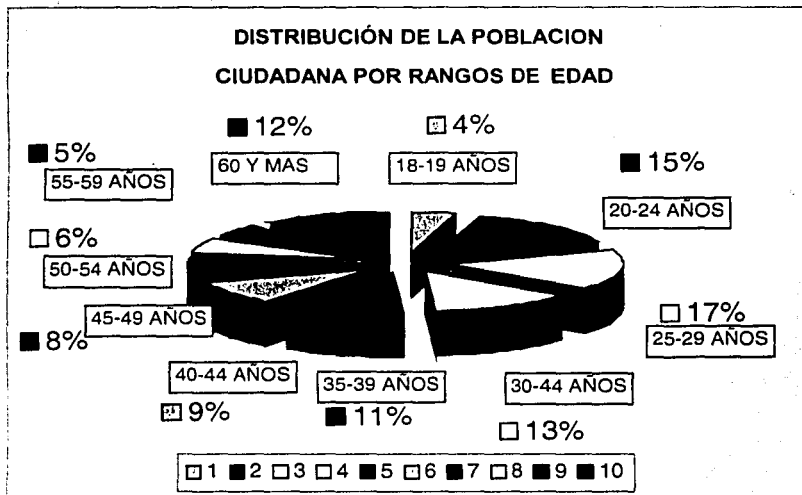 DISTRIBUCIÓN DE LA POBLACION
CIUDADANA POR RANGOS DE EDAD
12%
60 Y MAS
4%
18-19 AÑOS
5%
55-59 AÑOS
15%
20-24 AÑOS
6%
50-54 AÑOS
45-49 AÑOS
8%
17%
25-29 AÑOS
40-44 AÑOS
9%
35-39 AÑOS
11%
30-44 AÑOS
13%
1 2 3 4 5 6 7 8 9 10